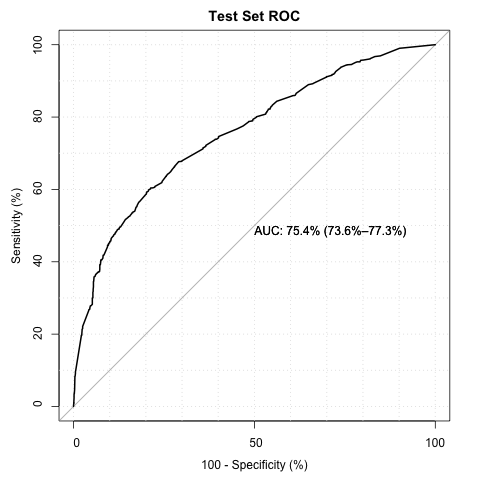 Test Set ROC
Sensitivity (%)
100
80
60
40
20
0
AUC: 75.4% (73.6%–77.3%)
0 50 100
100 - Specificity (%)